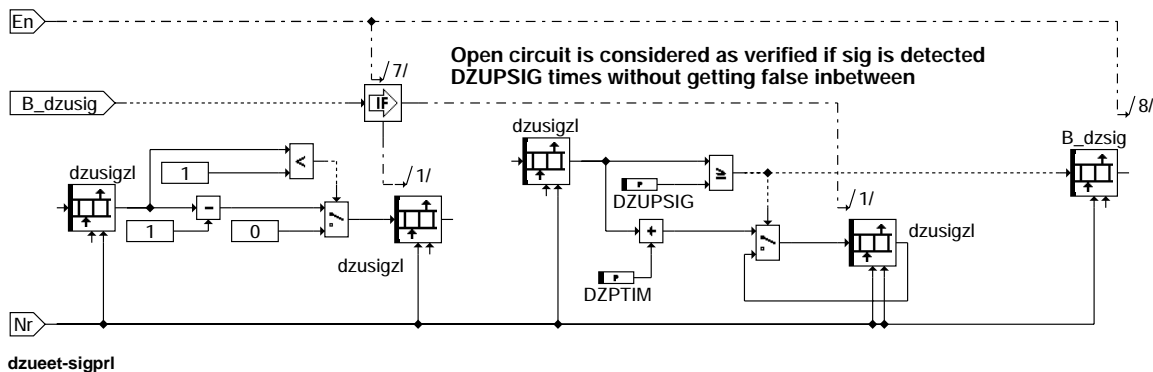 En
Open circuit is considered as verified if sig is detected
DZUPSIG times without getting false inbetween
/7/
/8/
B_dzusig
IF
dzusigzl
B_dzsig
dzusigzl
1
<
/1/
P
DZUPSIG
≥
/1/
1
-
0
+
dzusigzl
dzusigzl
P
DZPTIM
Nr
dzueet-sigprl